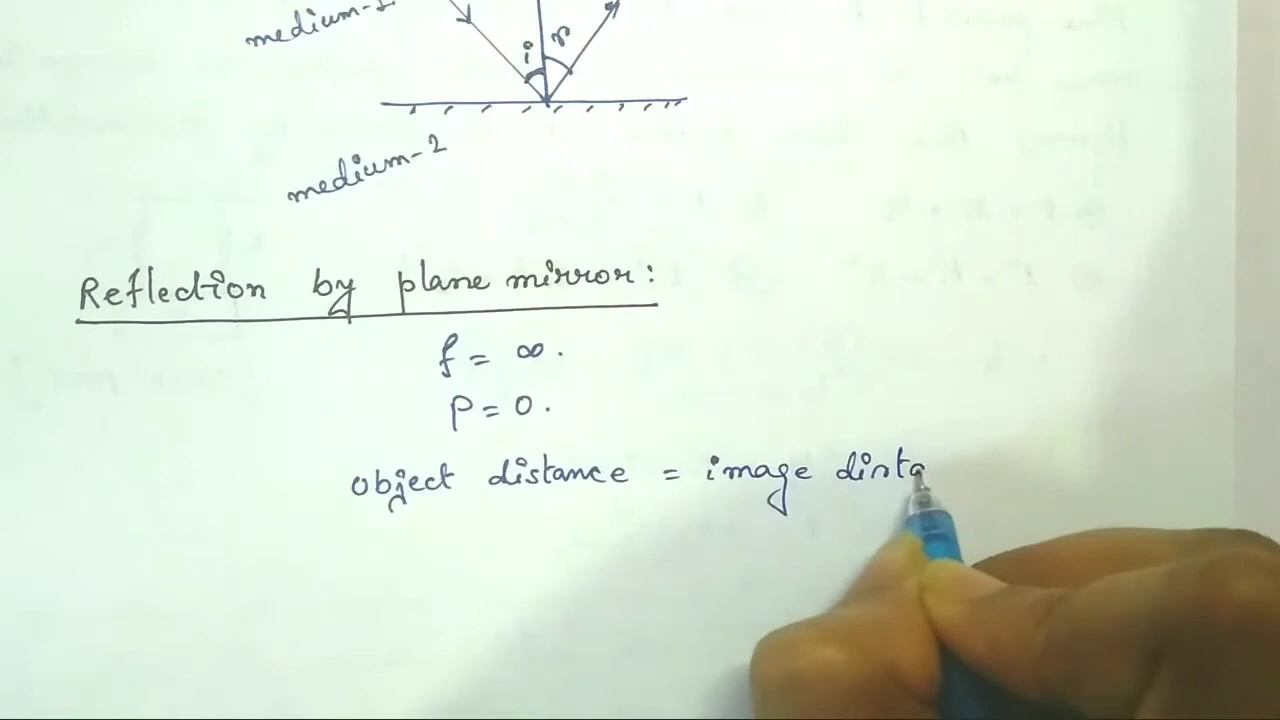 medium-1
i r
medium-2
Reflection by plane mirror:
f = ∞.
P = 0.
object distance = image dista